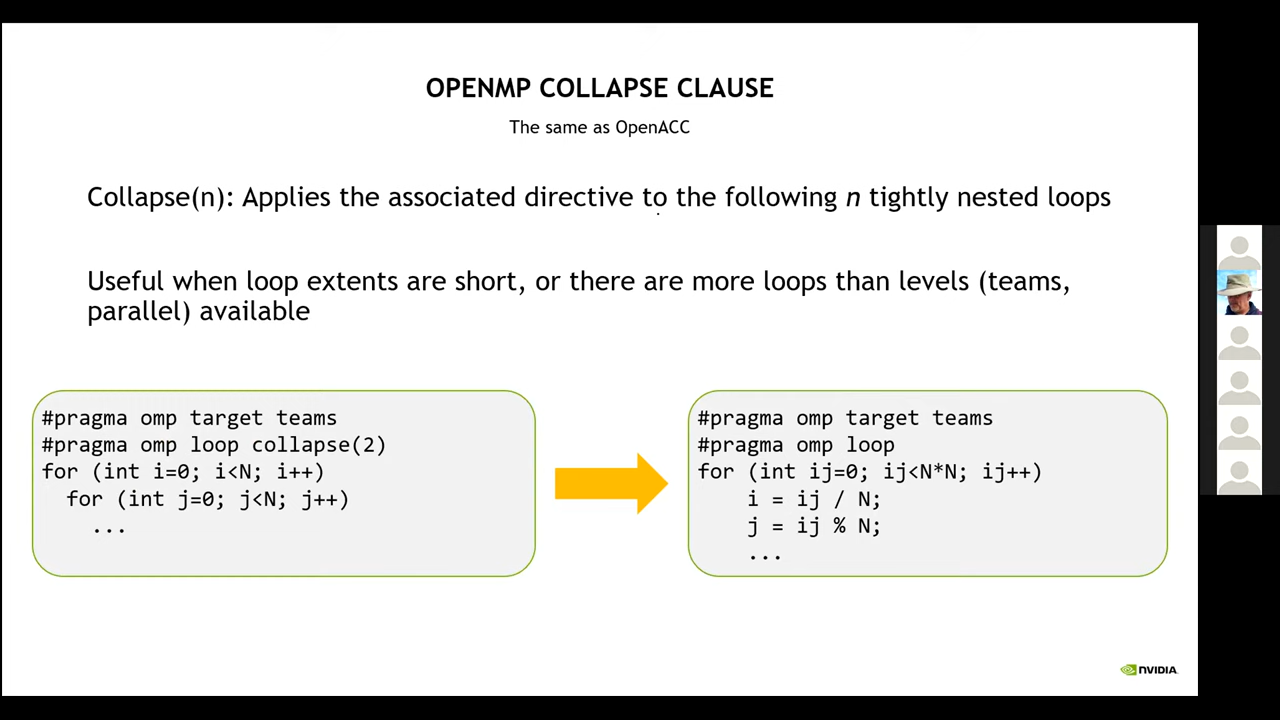 OPENMP COLLAPSE CLAUSE
The same as OpenACC
Collapse(n): Applies the associated directive to the following n tightly nested loops
Useful when loop extents are short, or there are more loops than levels (teams,
parallel) available
#pragma omp target teams
#pragma omp loop collapse(2)
for (int i=0; i<N; i++)
  for (int j=0; j<N; j++)
    ...
#pragma omp target teams
#pragma omp loop
for (int ij=0; ij<N*N; ij++)
    i = ij / N;
    j = ij % N;
    ...
NVIDIA